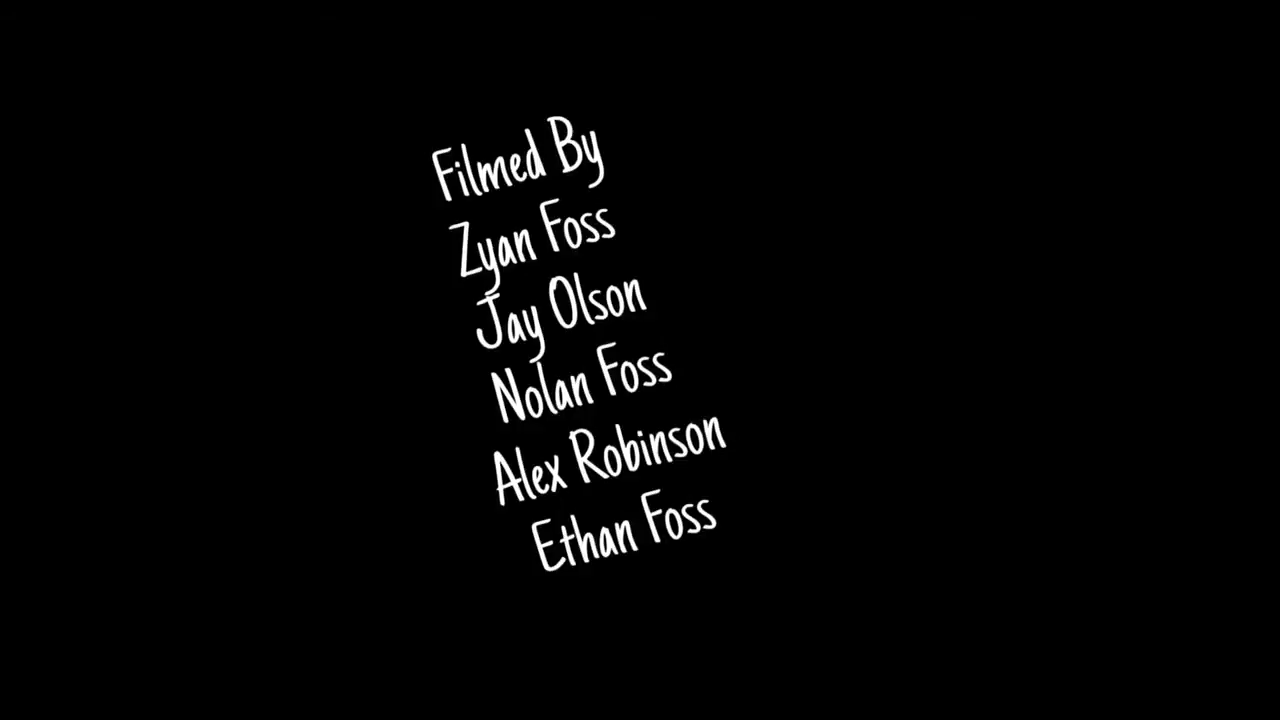 Filmed By
Zyan Foss
Jay Olson
Nolan Foss
Alex Robinson
Ethan Foss